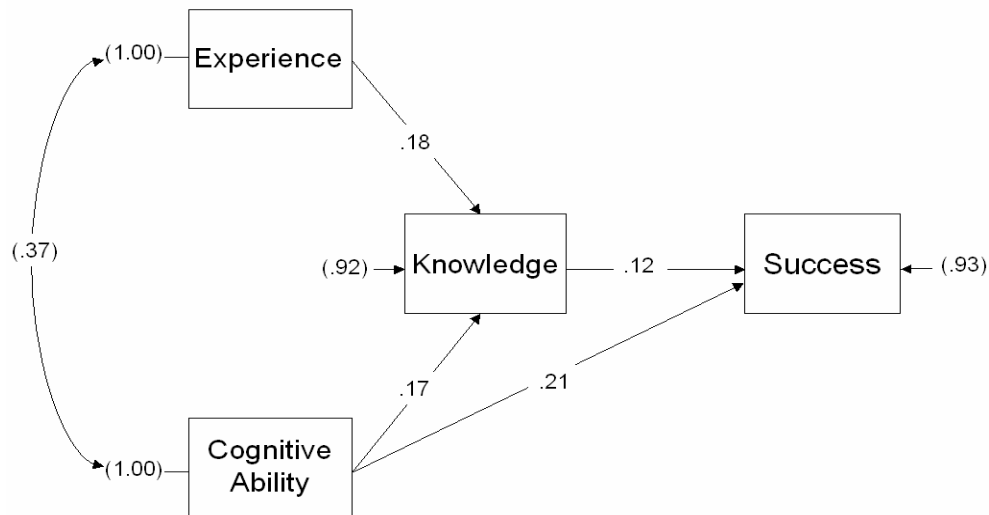 (1.00)
Experience
.18
(.37)
(.92)
Knowledge
.12
Success
(.93)
.17
.21
(1.00)
Cognitive
Ability